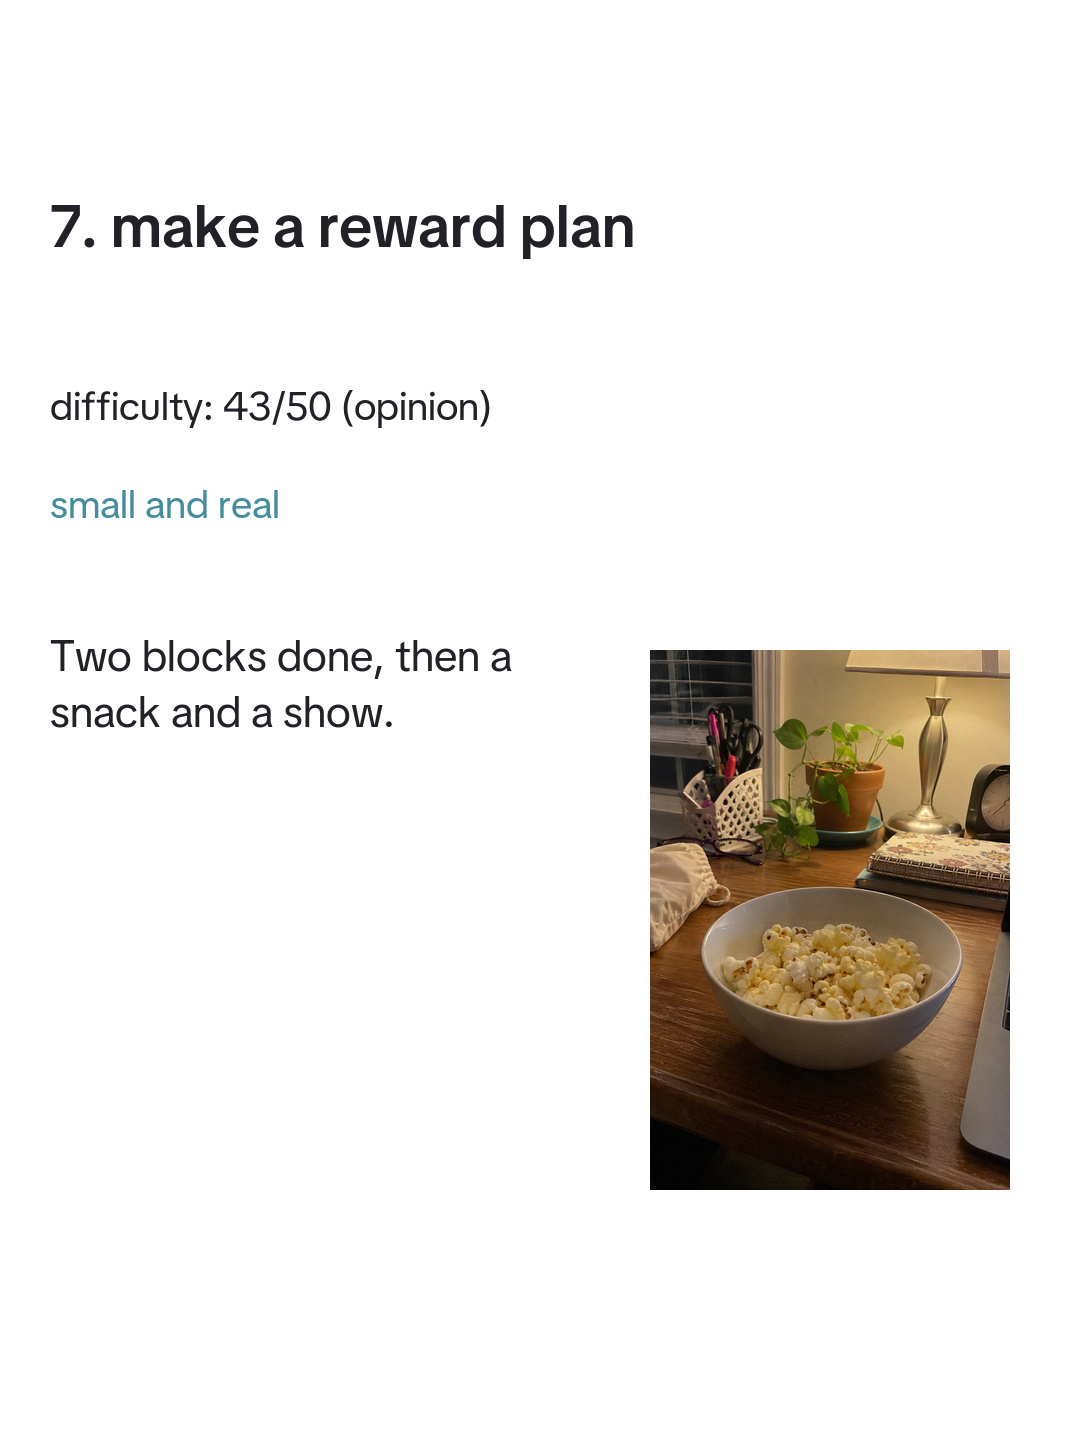 7. make a reward plan
difficulty: 43/50 (opinion)
small and real
Two blocks done, then a
snack and a show.